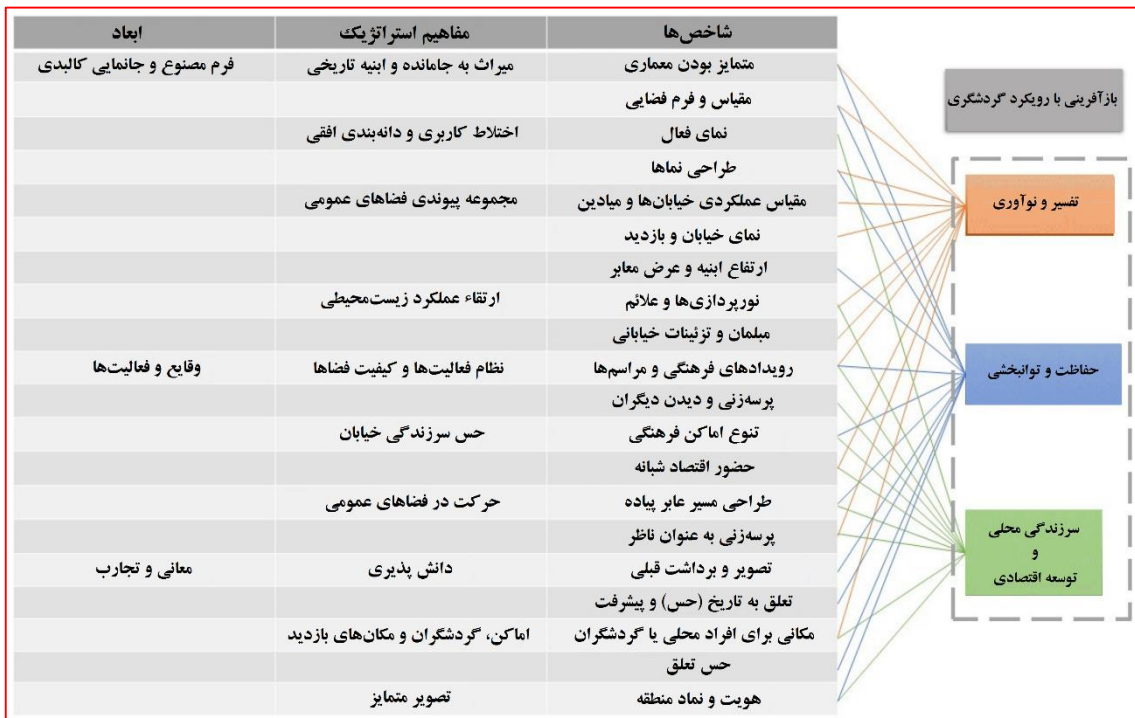 شاخص‌ها مفاهیم استراتژیک ابعاد
متمایز بودن معماری میراث به جامانده و ابنیه تاریخی فرم مصنوع و جانمایی کالبدی
مقیاس و فرم فضایی
نمای فعال اختلاط کاربری و دانه‌بندی افقی
طراحی نماها
مقیاس عملکردی خیابان‌ها و میادین مجموعه پیوندی فضاهای عمومی
نمای خیابان و بازدید
ارتفاع ابنیه و عرض معابر
نورپردازی‌ها و علائم ارتقاء عملکرد زیست‌محیطی
مبلمان و تزئینات خیابانی
رویدادهای فرهنگی و مراسم‌ها نظام فعالیت‌ها و کیفیت فضاها وقایع و فعالیت‌ها
پرسه‌زنی و دیدن دیگران
تنوع اماکن فرهنگی حس سرزندگی خیابان
حضور اقتصاد شبانه
طراحی مسیر عابر پیاده حرکت در فضاهای عمومی
پرسه‌زنی به عنوان ناظر
تصویر و برداشت قبلی دانش پذیری معانی و تجارب
تعلق به تاریخ (حس) و پیشرفت
مکانی برای افراد محلی یا گردشگران اماکن، گردشگران و مکان‌های بازدید
حس تعلق
هویت و نماد منطقه تصویر متمایز
بازآفرینی با رویکرد گردشگری
تفسیر و نوآوری
حفاظت و توانبخشی
سرزندگی محلی
و
توسعه اقتصادی